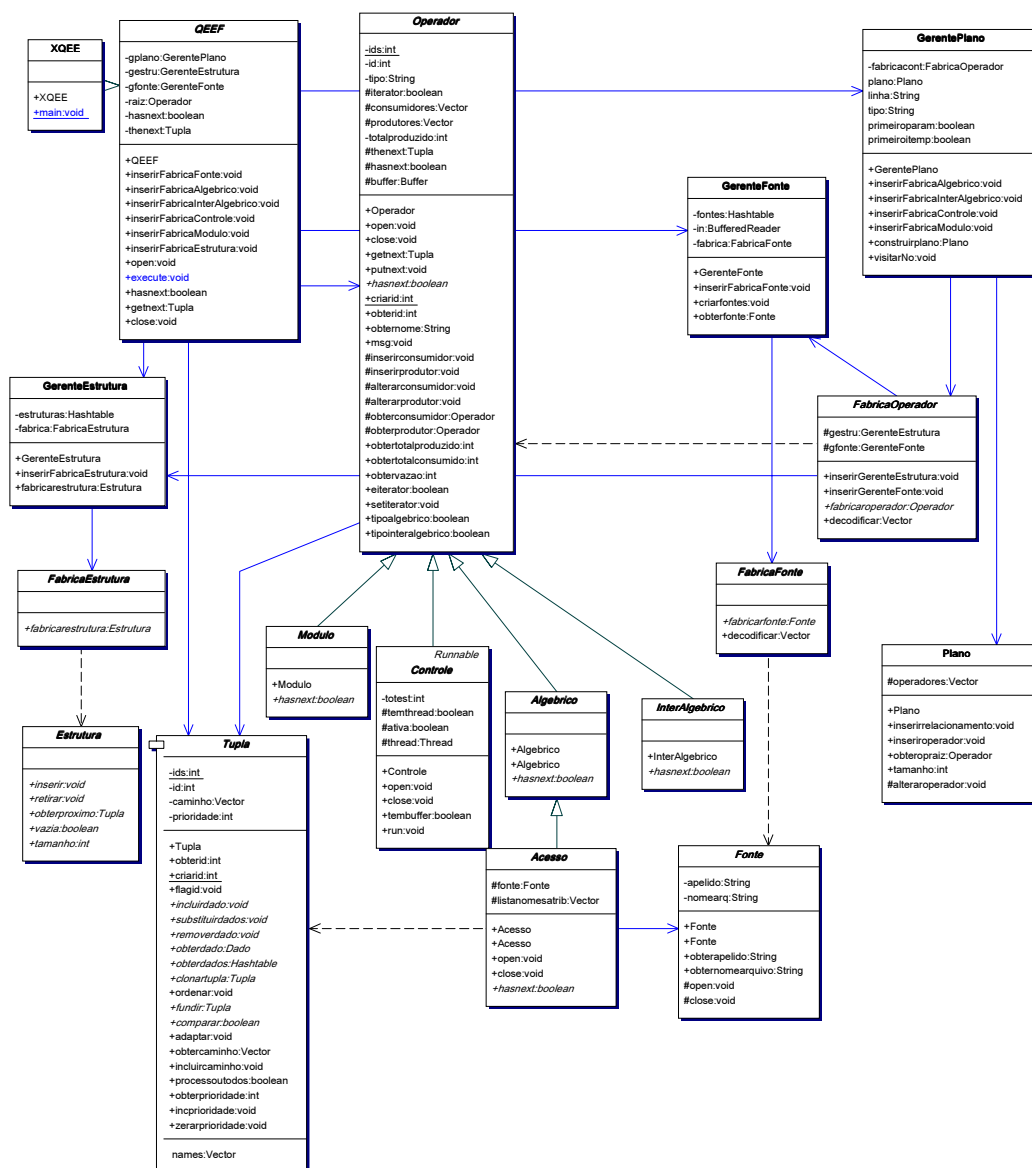 XQEE
+XQEE
+main:void
QEEF
-gplano:GerentePlano
-gestru:GerenteEstrutura
-gfonte:GerenteFonte
-raiz:Operador
-hasnext:boolean
-thenext:Tupla
+QEEF
+inserirFabricaFonte:void
+inserirFabricaAlgebrico:void
+inserirFabricaInterAlgebrico:void
+inserirFabricaControle:void
+inserirFabricaModulo:void
+inserirFabricaEstrutura:void
+open:void
+execute:void
+hasnext:boolean
+getnext:Tupla
+close:void
Operador
-ids:int
-id:int
-tipo:String
#iterator:boolean
#consumidores:Vector
#produtores:Vector
-totalproduzido:int
#thenext:Tupla
#hasnext:boolean
#buffer:Buffer
+Operador
+open:void
+close:void
+getnext:Tupla
+putnext:void
+hasnext:boolean
+criarid:int
+obterid:int
+obternome:String
+msg:void
#inserirconsumidor:void
#inserirprodutor:void
#alterarconsumidor:void
#alterarprodutor:void
#obterconsumidor:Operador
#obterprodutor:Operador
+obtertotalproduzido:int
+obtertotalconsumido:int
+obtervazao:int
+eiterator:boolean
+setiterator:void
+tipoalgebrico:boolean
+tipointeralgebrico:boolean
GerentePlano
-fabricacont:FabricaOperador
plano:Plano
linha:String
tipo:String
primeiroparam:boolean
primeiroitemp:boolean
+GerentePlano
+inserirFabricaAlgebrico:void
+inserirFabricaInterAlgebrico:void
+inserirFabricaControle:void
+inserirFabricaModulo:void
+construirplano:Plano
+visitarNo:void
GerenteFonte
-fontes:Hashtable
-in:BufferedReader
-fabrica:FabricaFonte
+GerenteFonte
+inserirFabricaFonte:void
+criarfontes:void
+obterfonte:Fonte
GerenteEstrutura
-estruturas:Hashtable
-fabrica:FabricaEstrutura
+GerenteEstrutura
+inserirFabricaEstrutura:void
+fabricarestrutura:Estrutura
FabricaOperador
#gestru:GerenteEstrutura
#gfonte:GerenteFonte
+inserirGerenteEstrutura:void
+inserirGerenteFonte:void
+fabricaroperador:Operador
+decodificar:Vector
FabricaEstrutura
+fabricarestrutura:Estrutura
FabricaFonte
+fabricarfonte:Fonte
+decodificar:Vector
Modulo
+Modulo
+hasnext:boolean
Runnable
Controle
-totest:int
#temthread:boolean
#ativa:boolean
#thread:Thread
+Controle
+open:void
+close:void
+tembuffer:boolean
+run:void
Algebrico
+Algebrico
+Algebrico
+hasnext:boolean
InterAlgebrico
+InterAlgebrico
+hasnext:boolean
Plano
#operadores:Vector
+Plano
+inserirrelacionamento:void
+inseriroperador:void
+obteropraiz:Operador
+tamanho:int
#alteraroperador:void
Estrutura
+inserir:void
+retirar:void
+obterproximo:Tupla
+vazia:boolean
+tamanho:int
Tupla
-ids:int
-id:int
-caminho:Vector
-prioridade:int
+Tupla
+obterid:int
+criarid:int
+flagid:void
+incluirdado:void
+substituirdados:void
+removerdado:void
+obterdado:Dado
+obterdados:Hashtable
+clonartupla:Tupla
+ordenar:void
+fundir:Tupla
+comparar:boolean
+adaptar:void
+obtercaminho:Vector
+incluircaminho:void
+processoutodos:boolean
+obterprioridade:int
+incprioridade:void
+zerarprioridade:void
names:Vector
Acesso
#fonte:Fonte
#listanomesatrib:Vector
+Acesso
+Acesso
+open:void
+close:void
+hasnext:boolean
Fonte
-apelido:String
-nomearq:String
+Fonte
+Fonte
+obterapelido:String
+obternomearquivo:String
#open:void
#close:void